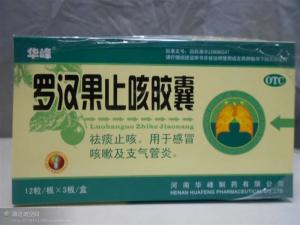 华峰
OTC
罗汉果止咳胶囊
Luohanguo Zhike Jiaonang
祛痰止咳。用于感冒
咳嗽及支气管炎。
12粒/板×3板/盒
河南华峰制药有限公司
HENAN HUAFENG PHARMACEUTICAL